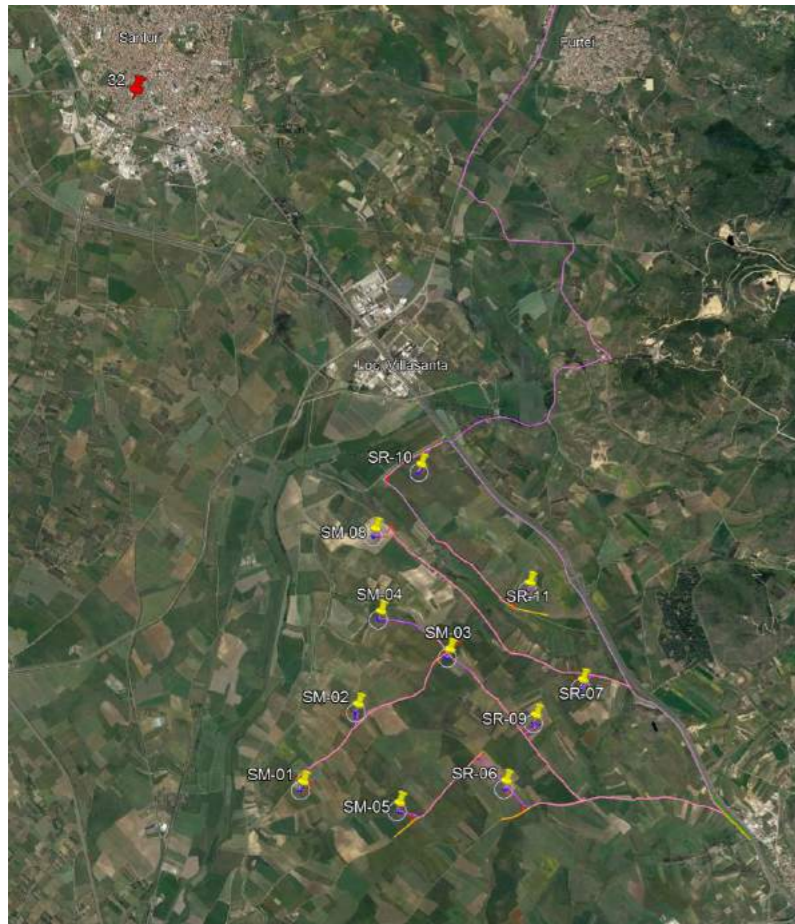 Sanluri
Furtei
32
Loc. Villasanta
SR-10
SM-08
SM-04
SR-11
SM-03
SM-02
SR-07
SR-09
SM-01
SR-06
SM-05